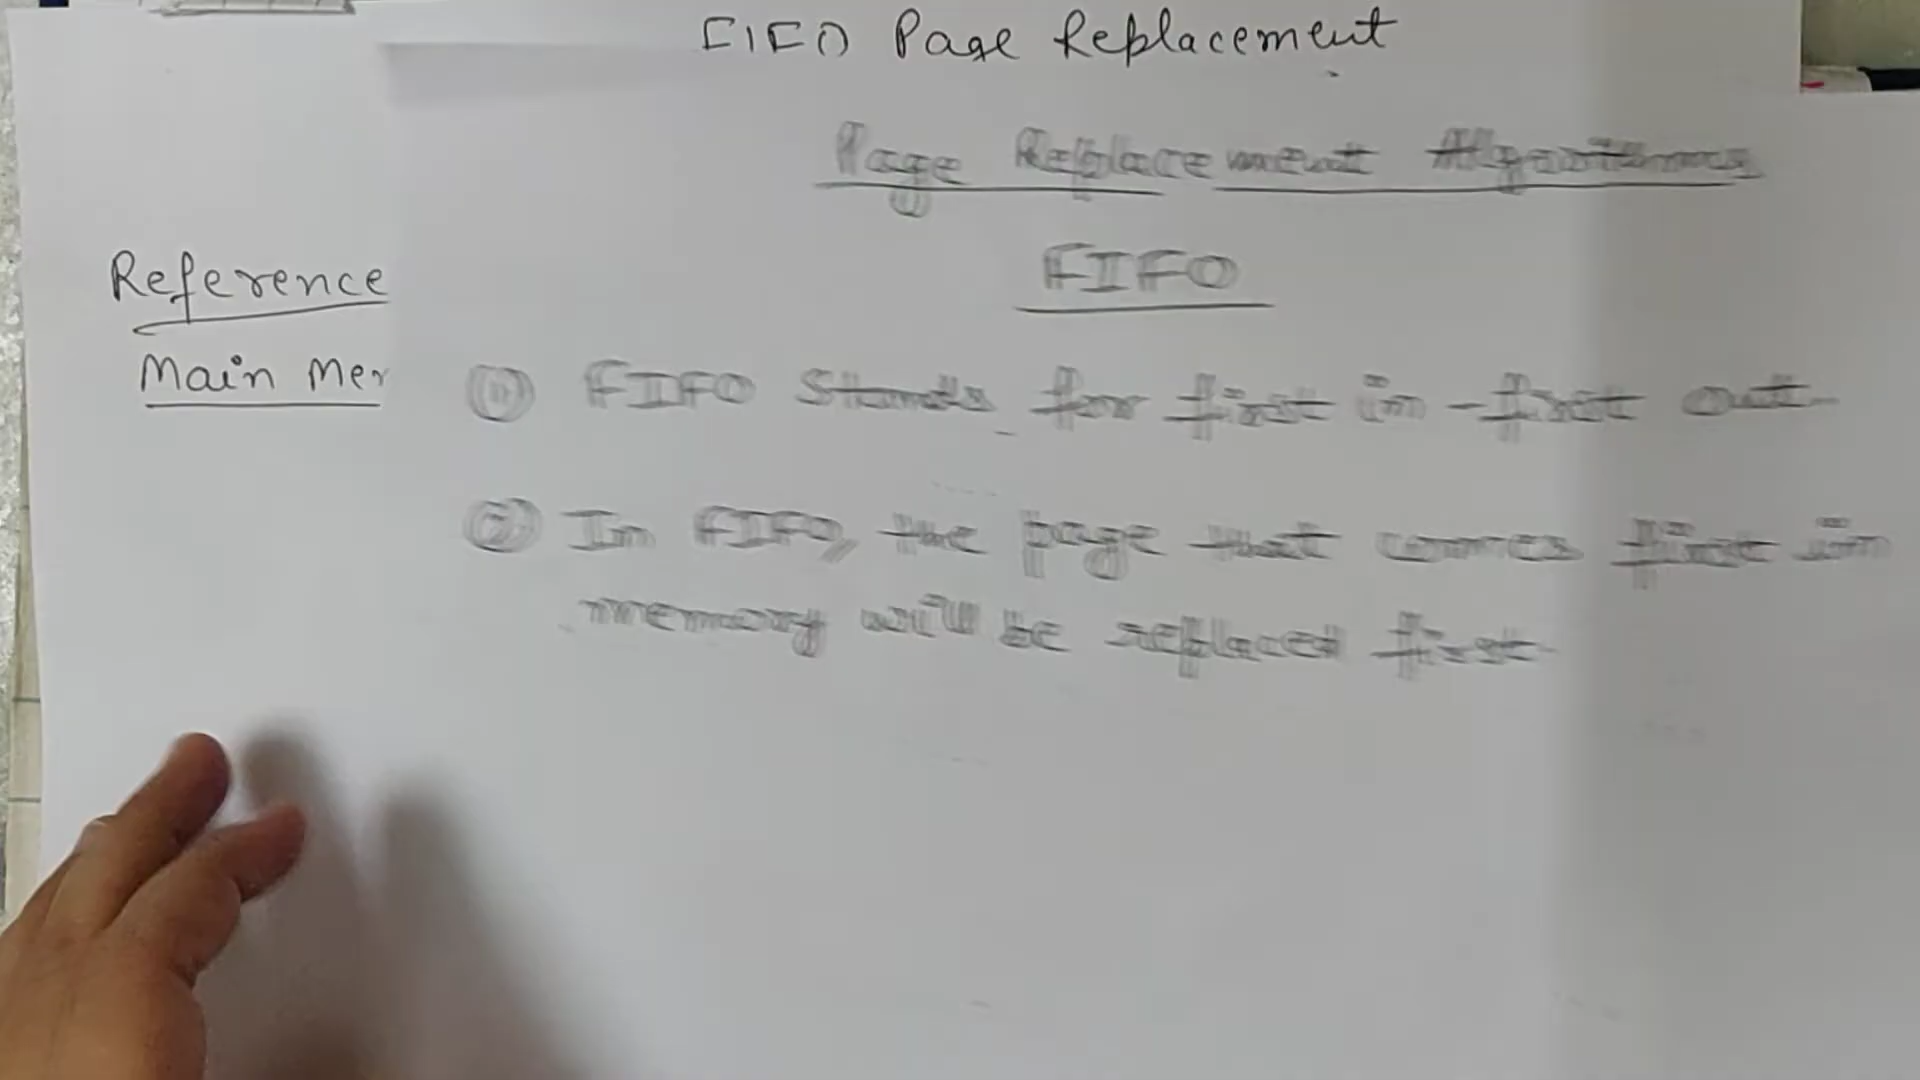 FIFO Page Replacement
Page Replacement Algorithms
Reference
FIFO
Main Mer
① FIFO Stands for first in - first out
② In FIFO, the page that comes first in
memory will be replaced first